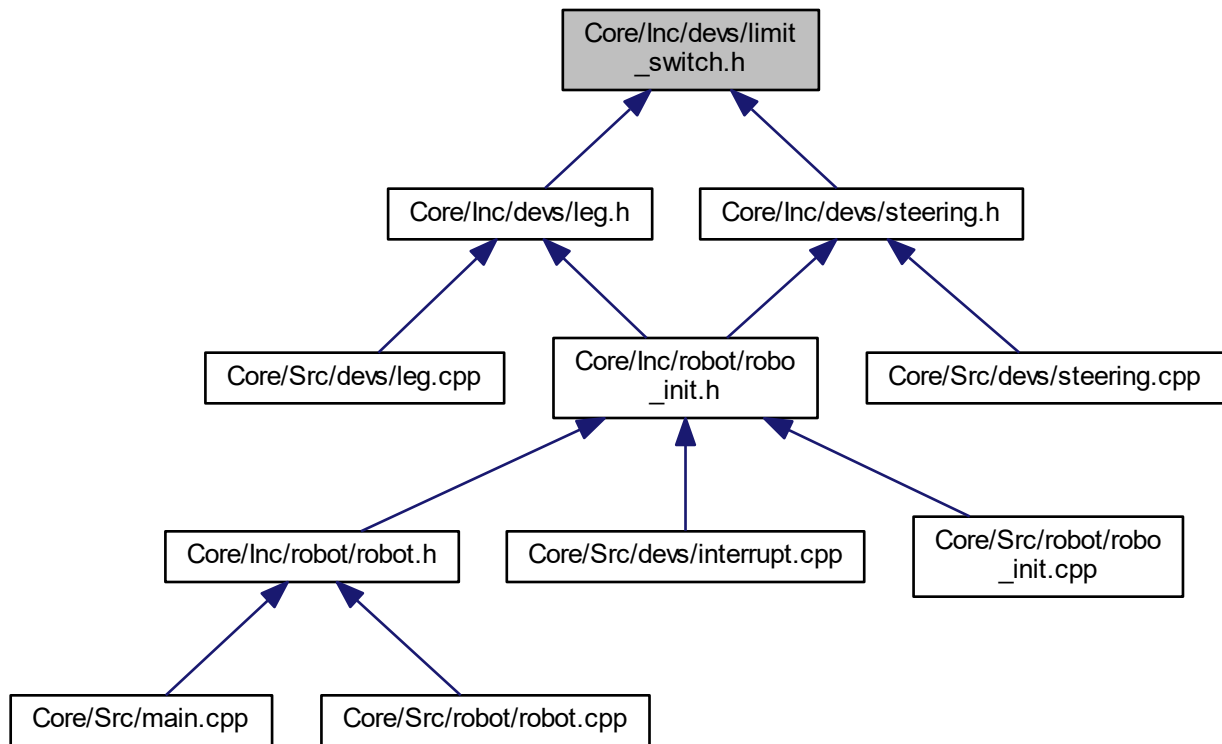 Core/Inc/devs/limit
_switch.h
Core/Inc/devs/leg.h
Core/Inc/devs/steering.h
Core/Src/devs/leg.cpp
Core/Inc/robot/robo
_init.h
Core/Src/devs/steering.cpp
Core/Inc/robot/robot.h
Core/Src/devs/interrupt.cpp
Core/Src/robot/robo
_init.cpp
Core/Src/main.cpp
Core/Src/robot/robot.cpp